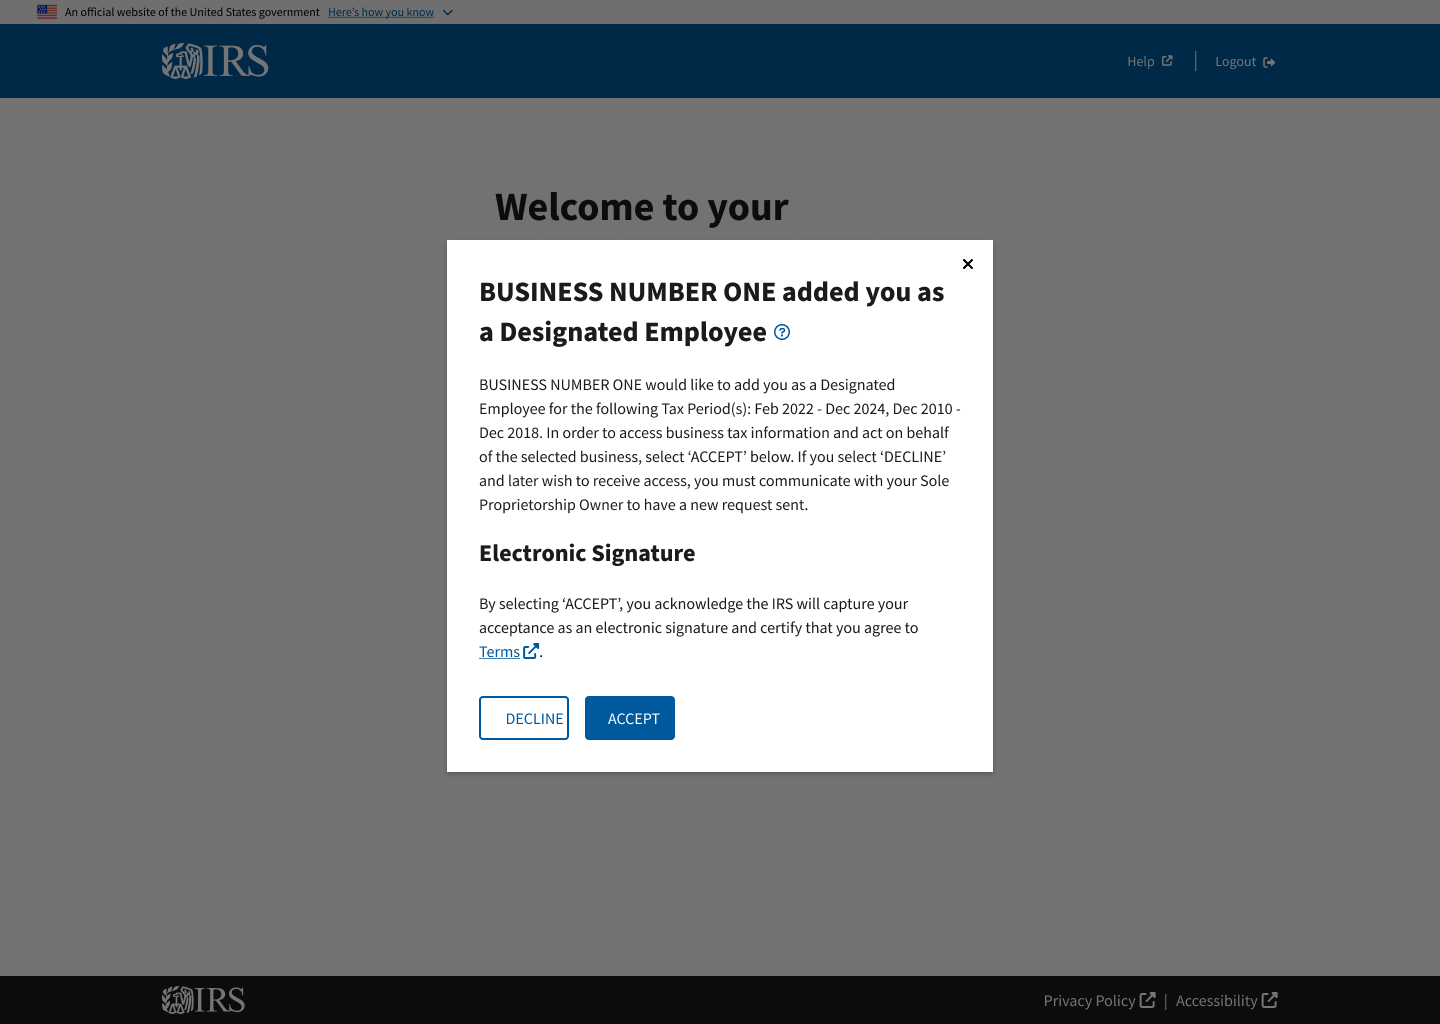 An official website of the United States government Here's how you know
IRS
Help
Logout
Welcome to your
BUSINESS NUMBER ONE added you as
a Designated Employee
BUSINESS NUMBER ONE would like to add you as a Designated
Employee for the following Tax Period(s): Feb 2022 - Dec 2024, Dec 2010 -
Dec 2018. In order to access business tax information and act on behalf
of the selected business, select ‘ACCEPT’ below. If you select ‘DECLINE’
and later wish to receive access, you must communicate with your Sole
Proprietorship Owner to have a new request sent.
Electronic Signature
By selecting ‘ACCEPT’, you acknowledge the IRS will capture your
acceptance as an electronic signature and certify that you agree to
Terms.
DECLINE
ACCEPT
IRS
Privacy Policy | Accessibility